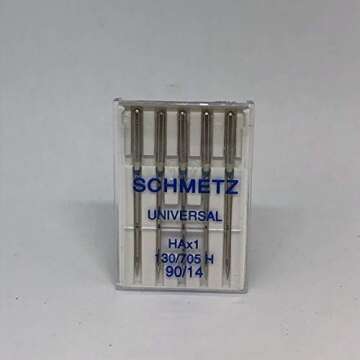 SCHMETZ
UNIVERSAL
HAx1
130/705 H
90/14